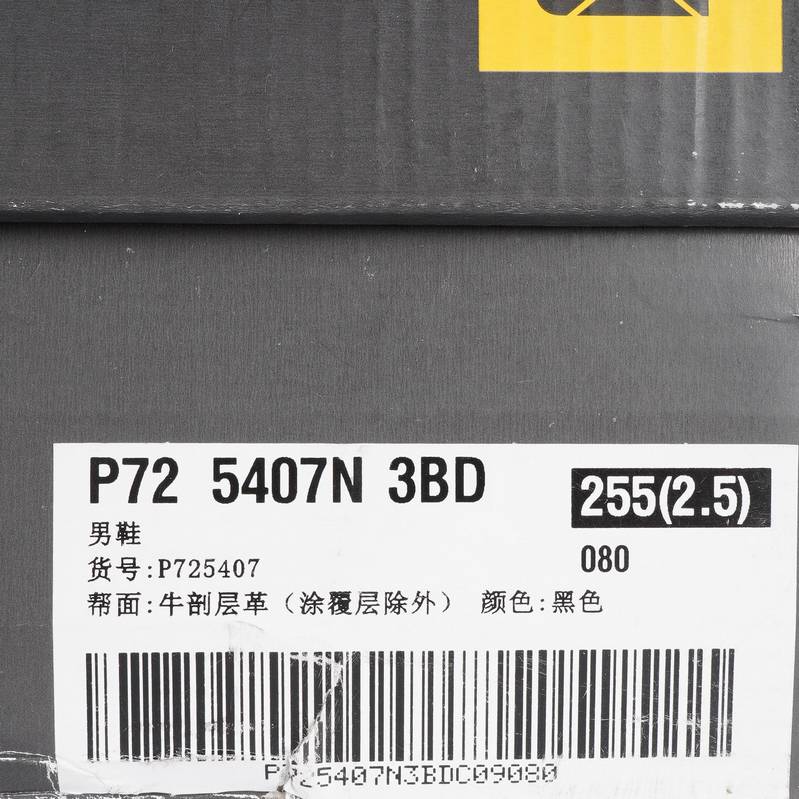 P72 5407N 3BD
255(2.5)
男鞋
080
货号:P725407
帮面:牛剖层革（涂覆层除外） 颜色:黑色
P725407N3BDC09080